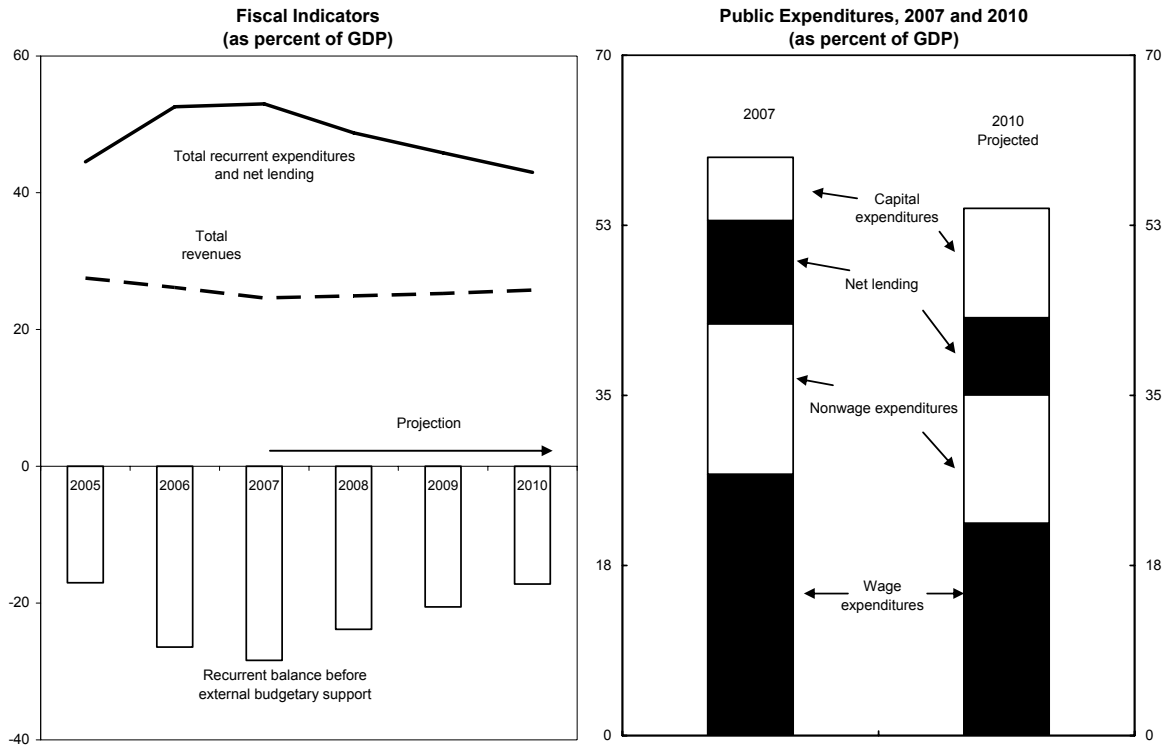 Fiscal Indicators
(as percent of GDP)
60
40
20
0
-20
-40
Total recurrent expenditures
and net lending
Total
revenues
Projection
2005 2006 2007 2008 2009 2010
Recurrent balance before
external budgetary support
Public Expenditures, 2007 and 2010
(as percent of GDP)
70
53
35
18
0
70
53
35
18
0
2007
2010
Projected
Capital
expenditures
Net lending
Nonwage expenditures
Wage
expenditures